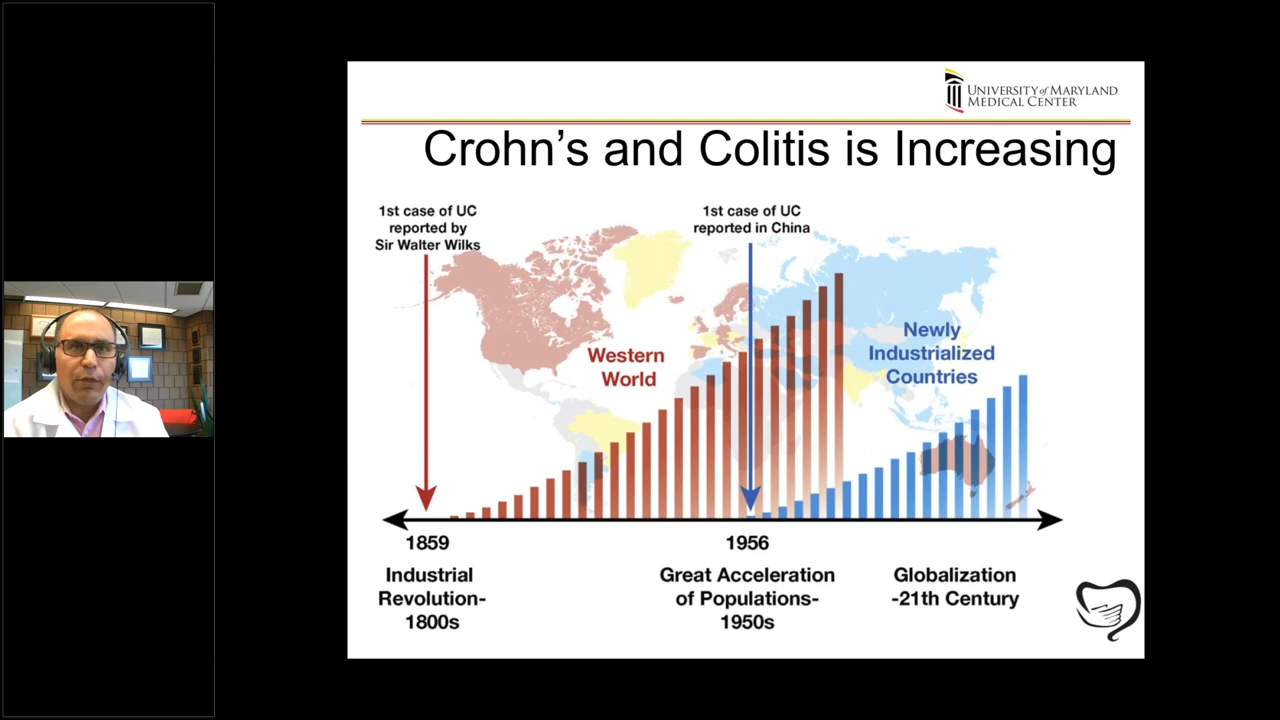 UNIVERSITY of MARYLAND
MEDICAL CENTER
Crohn's and Colitis is Increasing
1st case of UC
reported by
Sir Walter Wilks
1st case of UC
reported in China
Western
World
Newly
Industrialized
Countries
1859
1956
Industrial
Revolution-
1800s
Great Acceleration
of Populations-
1950s
Globalization
-21th Century